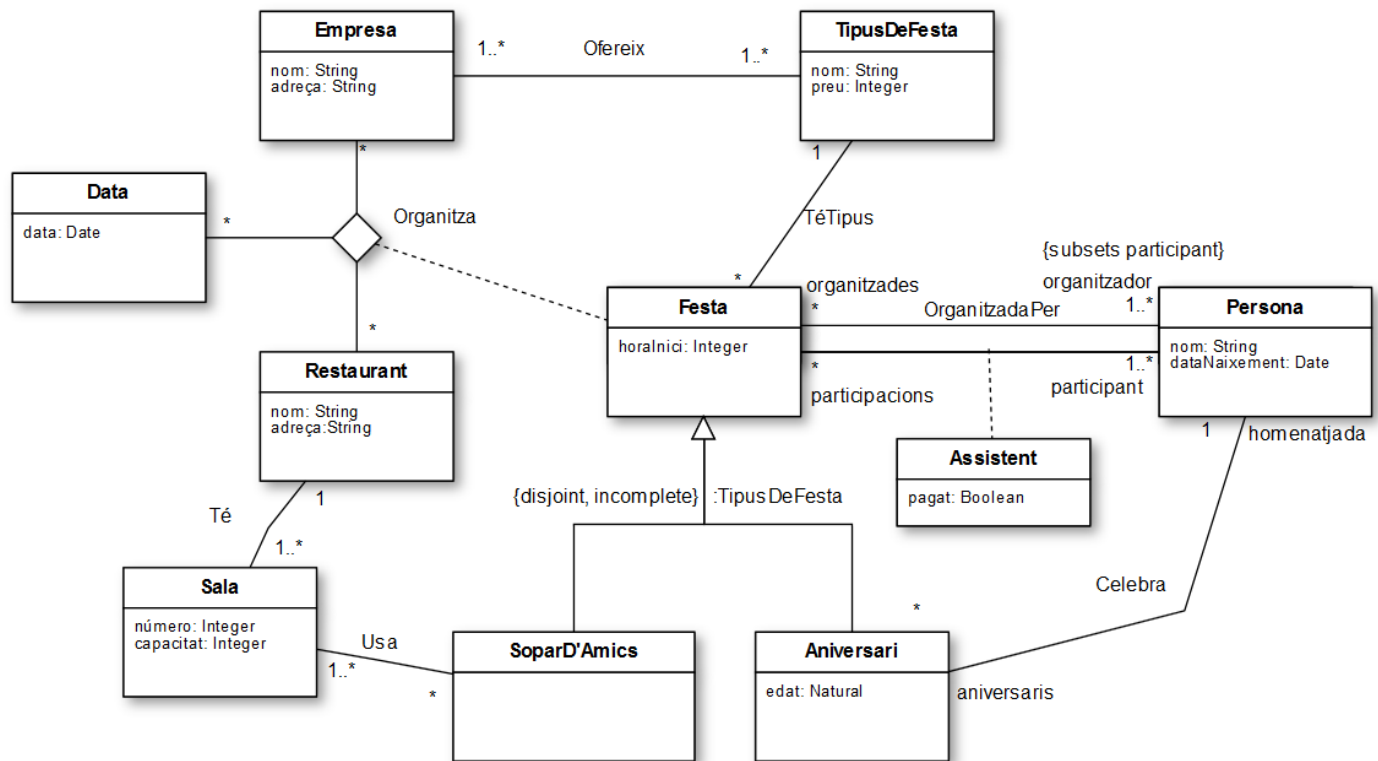 Empresa
nom: String
adreça: String
1..*
Ofereix
1..*
TipusDeFesta
nom: String
preu: Integer
*
1
Data
data: Date
*
Organitza
TéTipus
*
{subsets participant}
organitzades
organitzador
*
OrganitzadaPer
1..*
Festa
horaInici: Integer
Persona
nom: String
dataNaixement: Date
*
participacions
1..*
participant
*
Restaurant
nom: String
adreça:String
1
homenatjada
Assistent
pagat: Boolean
{disjoint, incomplete}
:TipusDeFesta
1
Té
1..*
Sala
número: Integer
capacitat: Integer
Usa
1..*
*
SoparD'Amics
Celebra
*
Aniversari
edat: Natural
aniversaris